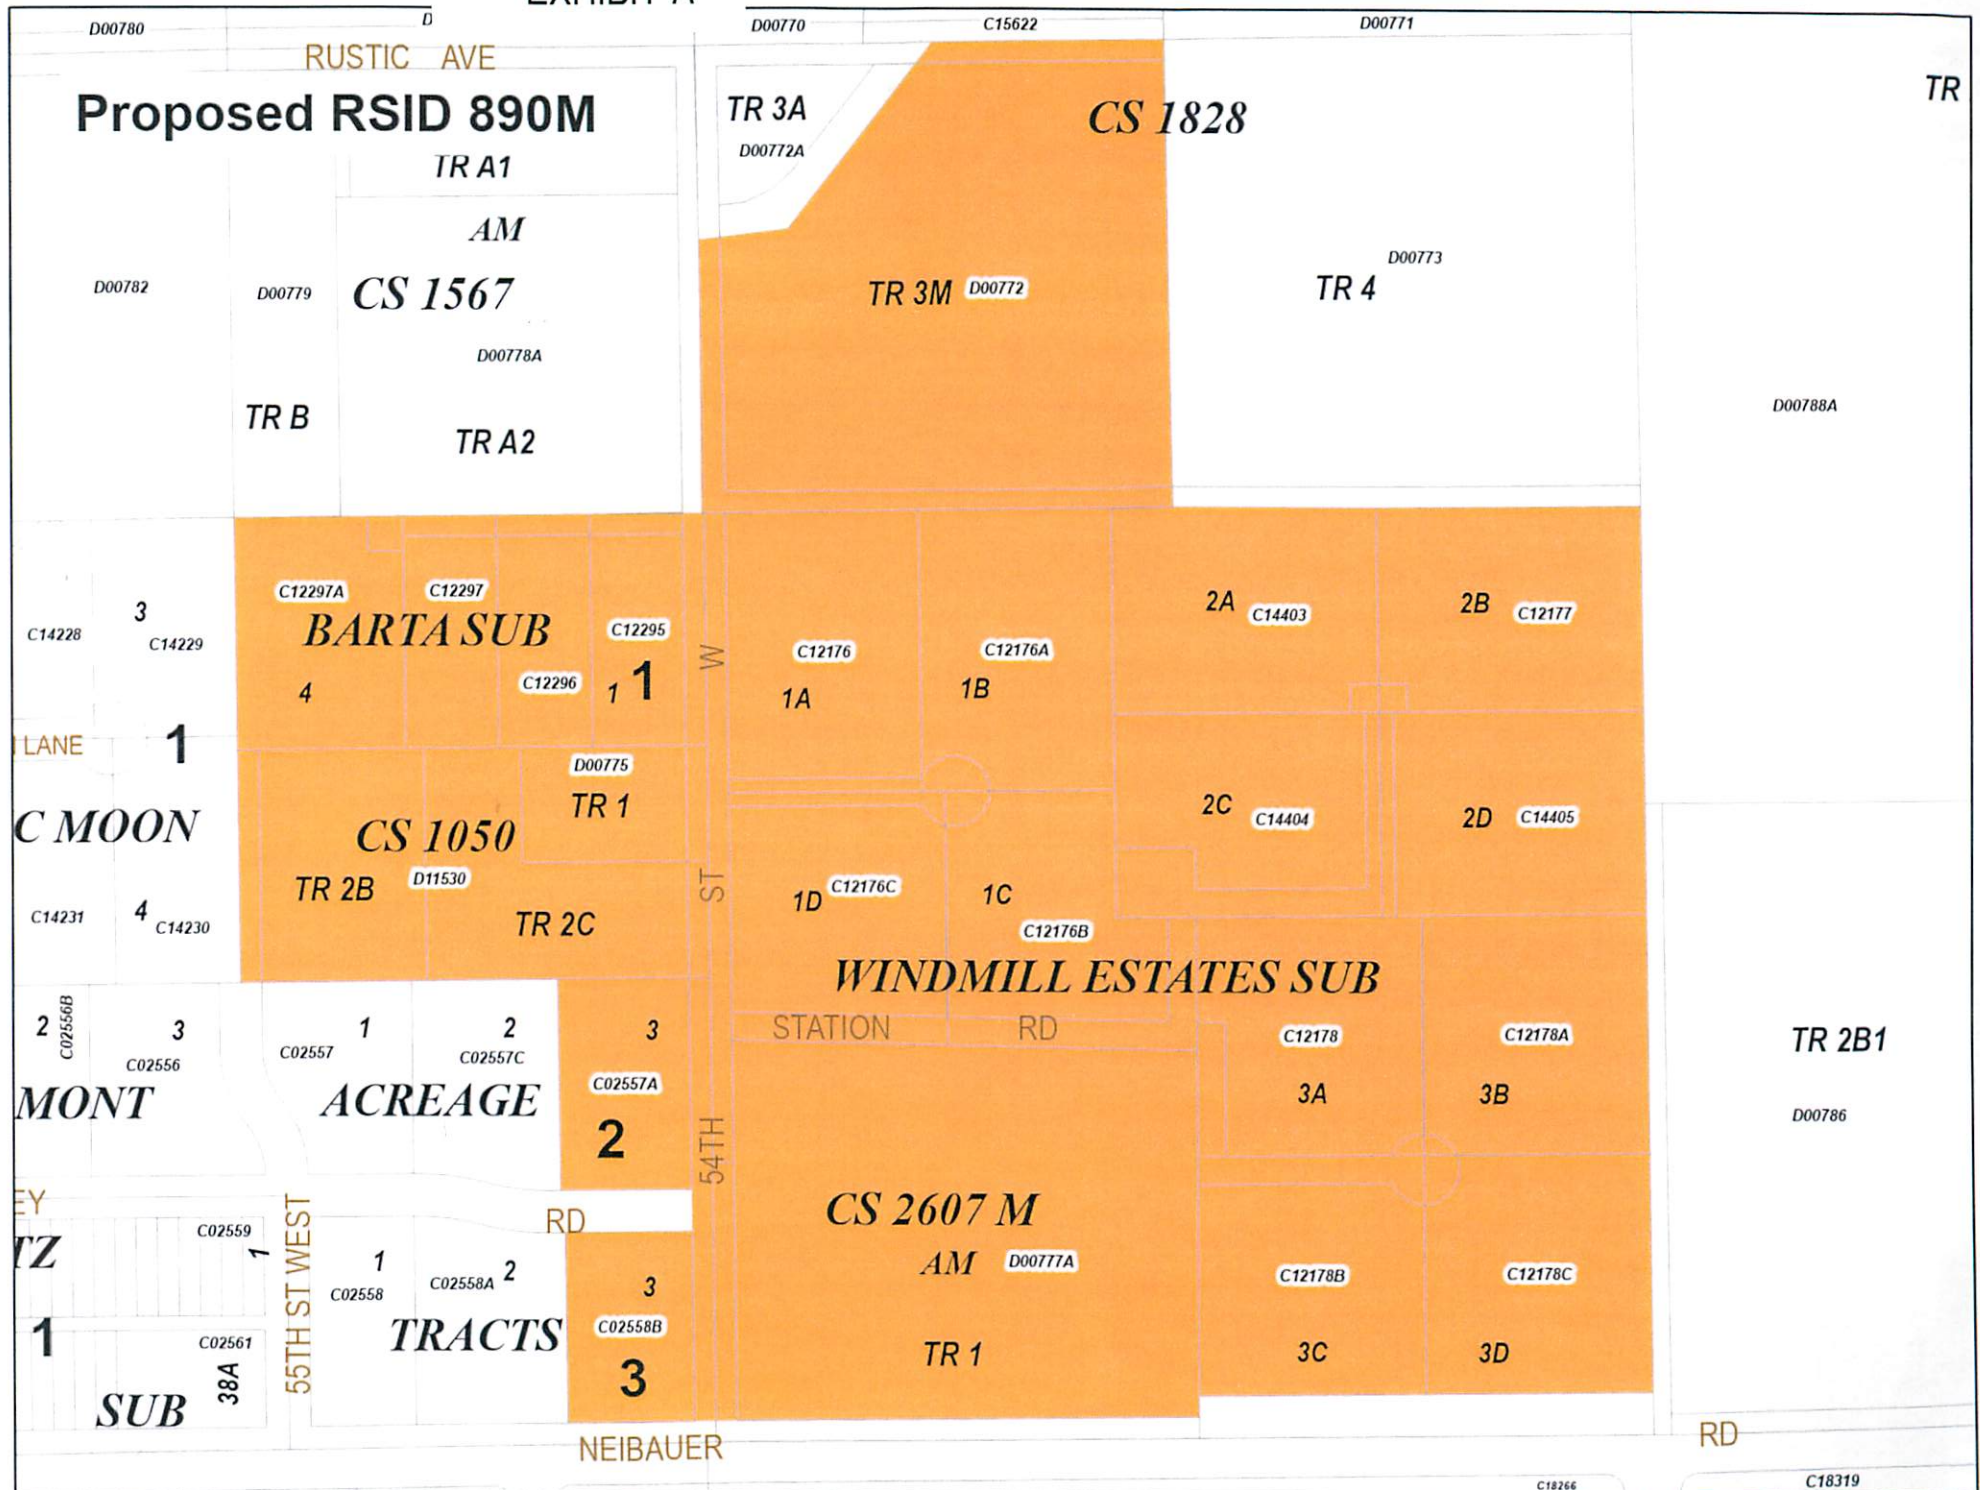 EXHIBIT A
D00780
D00770
C15622
D00771
RUSTIC AVE
Proposed RSID 890M
TR 3A
D00772A
CS 1828
TR
TR A1
AM
D00782
D00779
CS 1567
D00778A
TR B
TR A2
TR 3M D00772
TR 4
D00773
D00788A
C14228
3
C14229
C12297A
C12297
BARTA SUB
C12295
4
C12296
1
1
W
C12176
1A
C12176A
1B
2A C14403
2B C12177
LANE
1
D00775
TR 1
C MOON
CS 1050
TR 2B
D11530
TR 2C
C14231
4
C14230
ST
1D C12176C
1C
C12176B
2C C14404
2D C14405
WINDMILL ESTATES SUB
2
C02556B
3
C02556
MONT
1
C02557
2
C02557C
ACREAGE
3
C02557A
2
54TH
STATION RD
C12178
3A
C12178A
3B
TR 2B1
D00786
EY
RD
TZ
C02559
1
55TH ST WEST
1
C02558
C02558A 2
TRACTS
3
C02558B
3
CS 2607 M
AM D00777A
TR 1
C12178B
3C
C12178C
3D
1
C02561
38A
SUB
NEIBAUER
RD
C18266
C18319